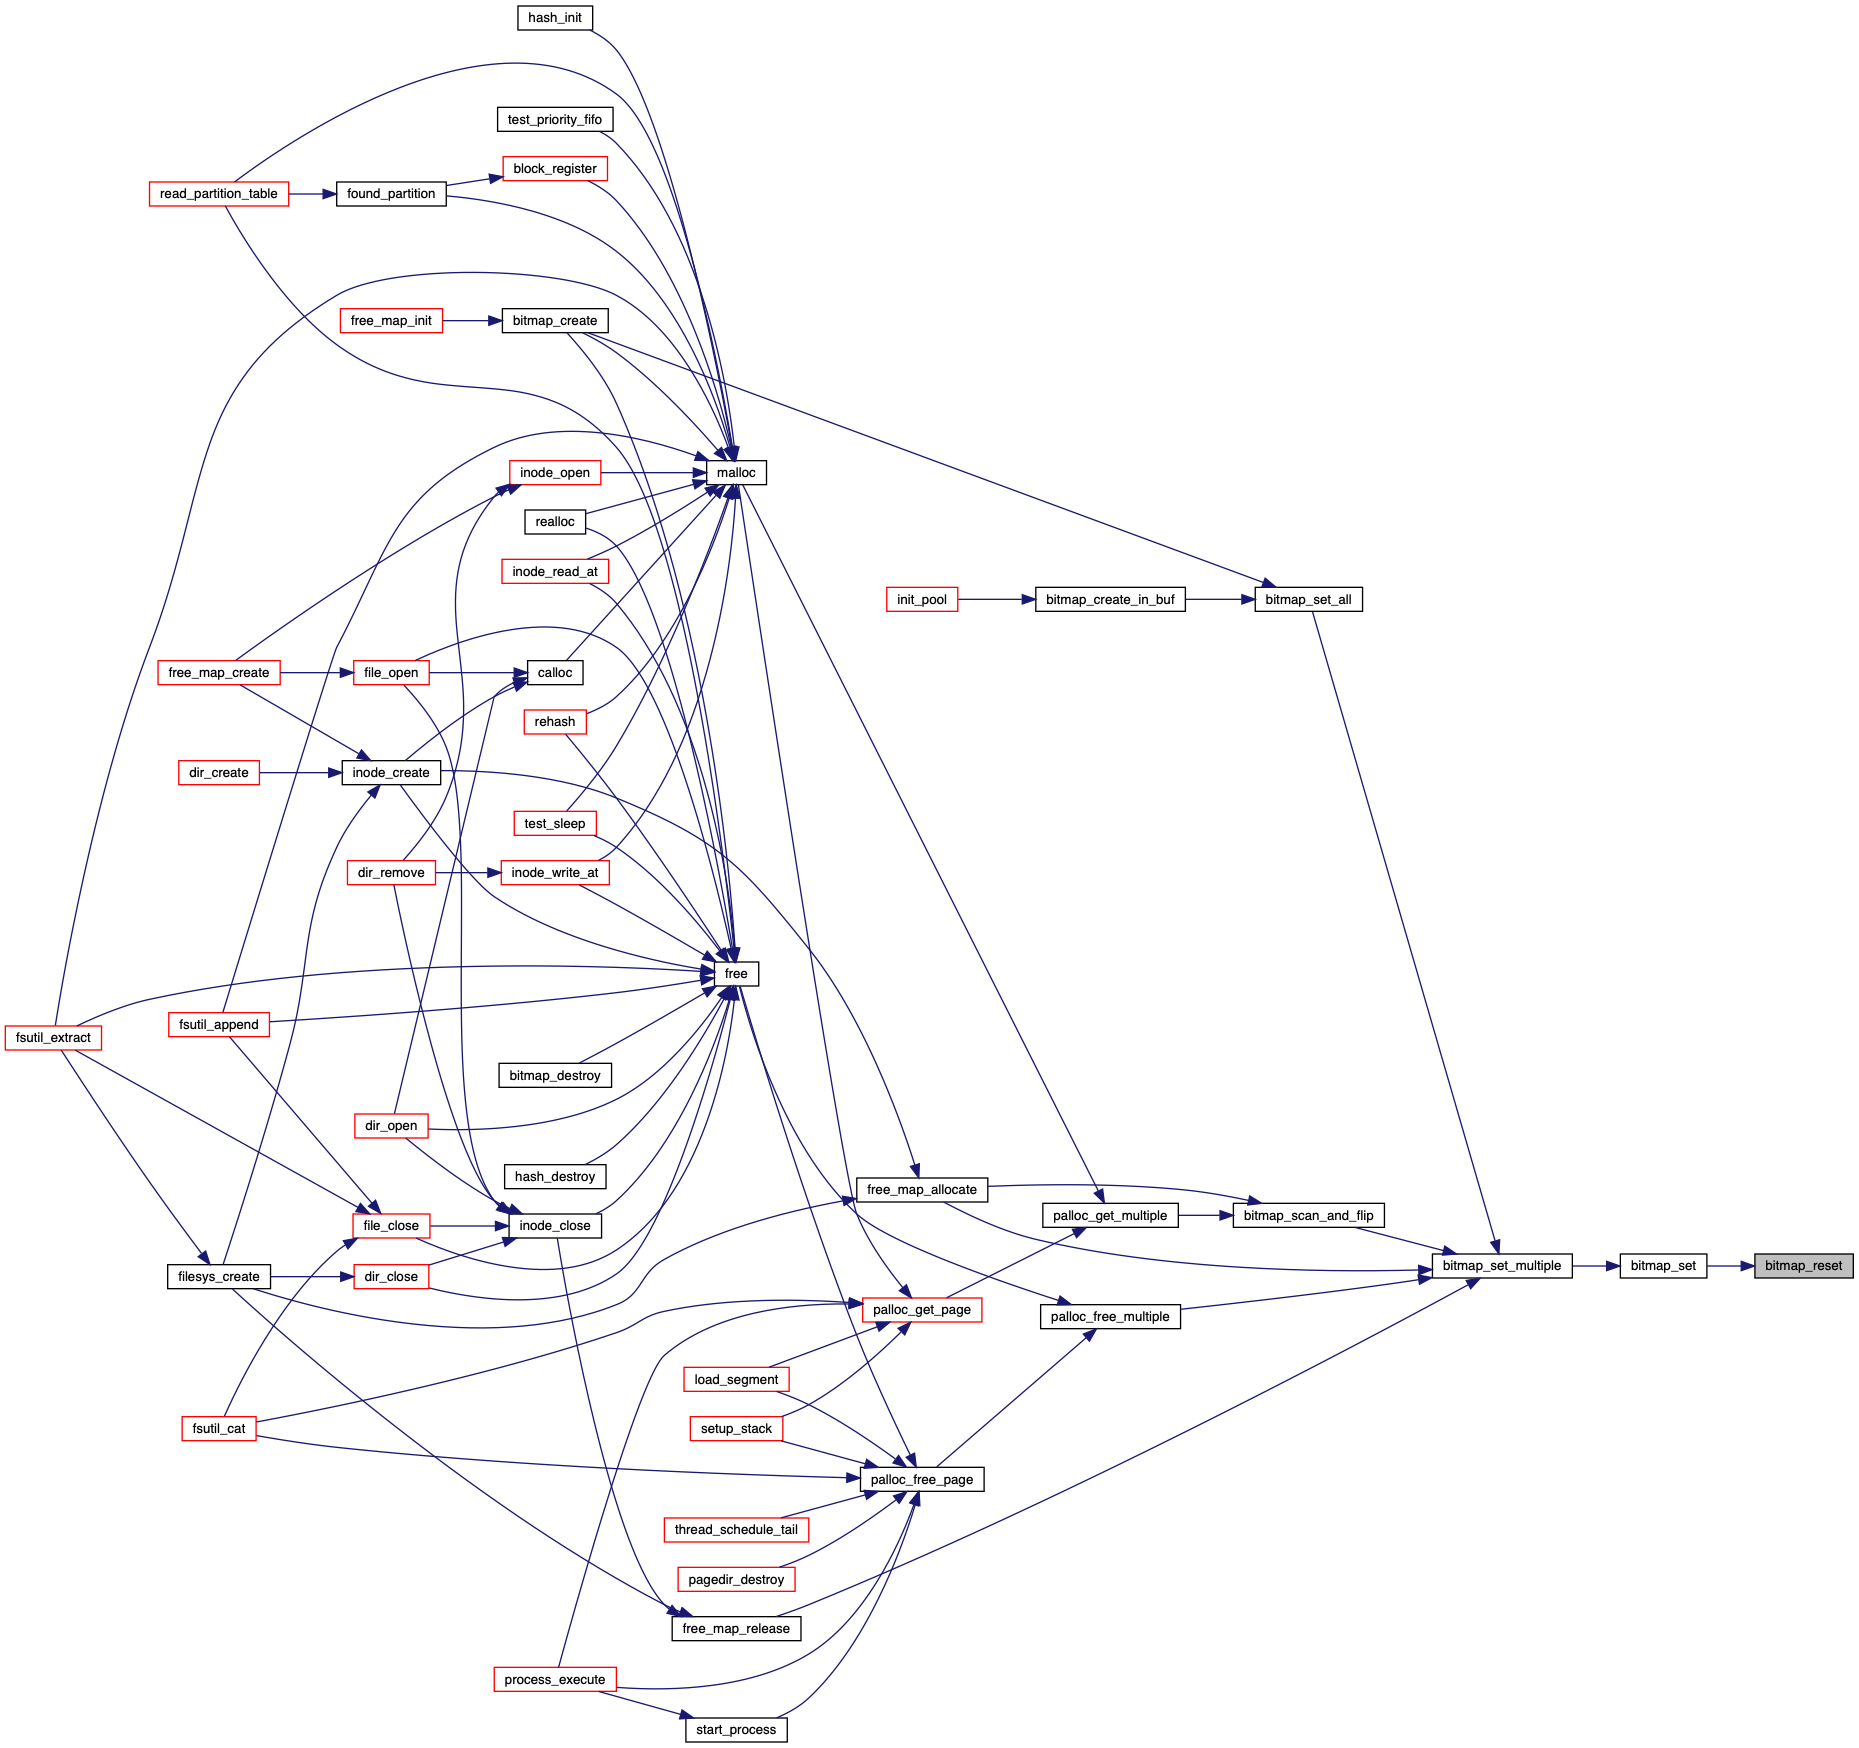 hash_init
test_priority_fifo
block_register
read_partition_table
found_partition
free_map_init
bitmap_create
inode_open
malloc
realloc
inode_read_at
init_pool
bitmap_create_in_buf
bitmap_set_all
free_map_create
file_open
calloc
rehash
dir_create
inode_create
test_sleep
dir_remove
inode_write_at
free
fsutil_append
fsutil_extract
bitmap_destroy
dir_open
hash_destroy
free_map_allocate
palloc_get_multiple
bitmap_scan_and_flip
file_close
inode_close
filesys_create
dir_close
bitmap_set_multiple
bitmap_set
bitmap_reset
palloc_get_page
palloc_free_multiple
load_segment
fsutil_cat
setup_stack
palloc_free_page
thread_schedule_tail
pagedir_destroy
free_map_release
process_execute
start_process